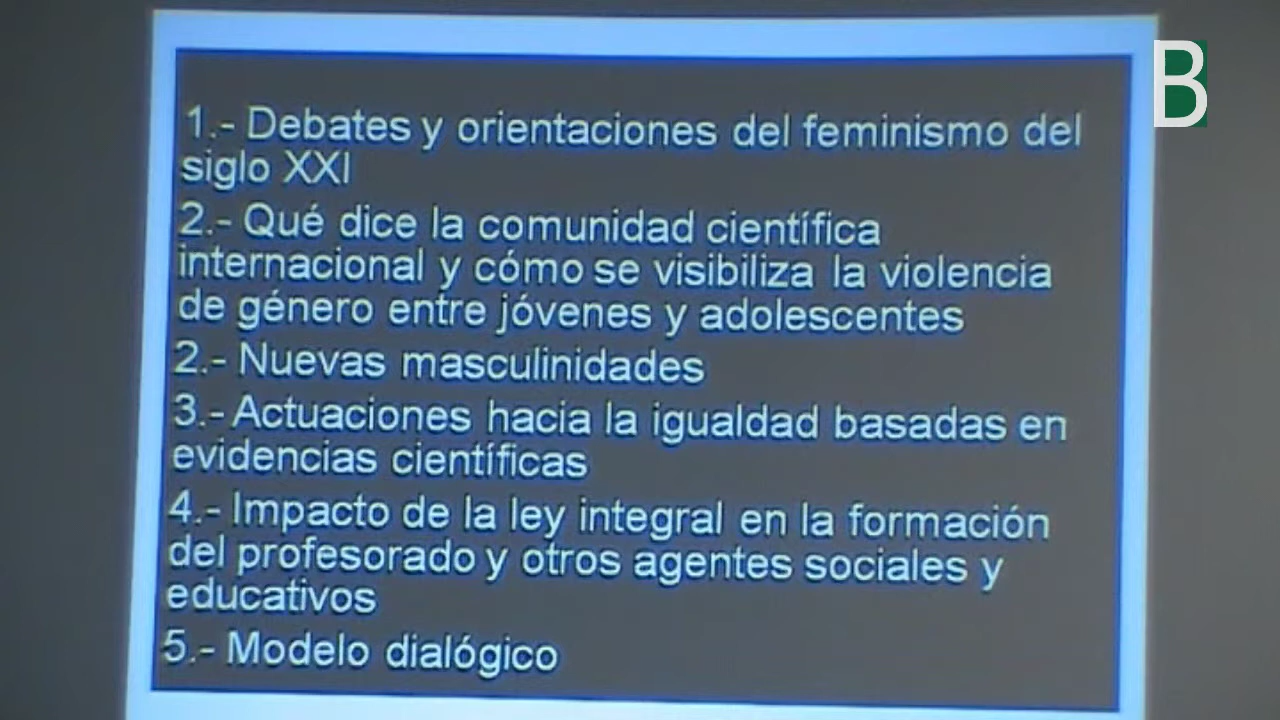 B
1.- Debates y orientaciones del feminismo del
siglo XXI
2.- Qué dice la comunidad científica
internacional y cómo se visibiliza la violencia
de género entre jóvenes y adolescentes
2.- Nuevas masculinidades
3.- Actuaciones hacia la igualdad basadas en
evidencias científicas
4.- Impacto de la ley integral en la formación
del profesorado y otros agentes sociales y
educativos
5.- Modelo dialógico